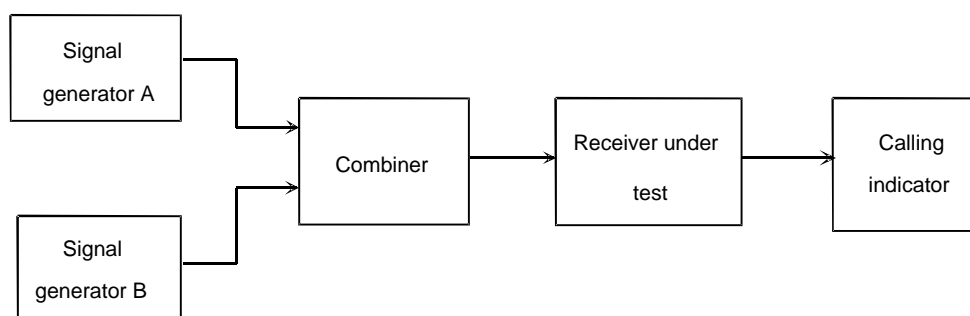 Signal
generator A
Signal
generator B
Combiner
Receiver under
test
Calling
indicator